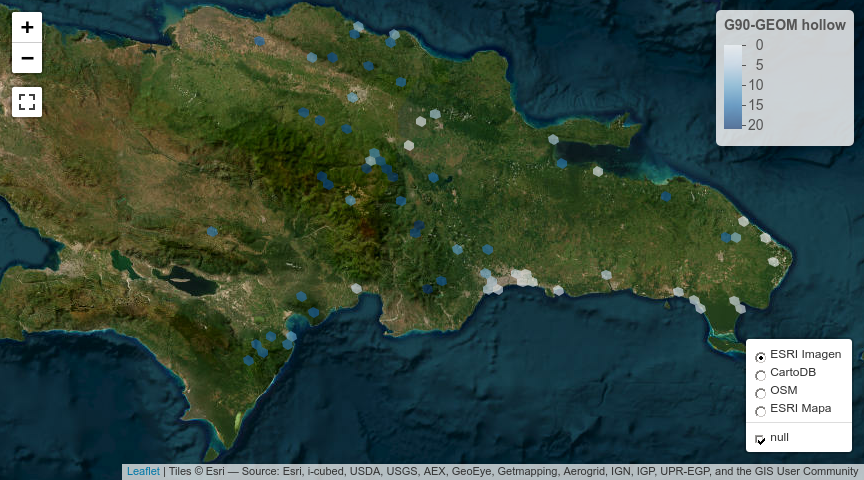 +
−
G90-GEOM hollow
0
5
10
15
20
ESRI Imagen
CartoDB
OSM
ESRI Mapa
null
Leaflet | Tiles © Esri — Source: Esri, i-cubed, USDA, USGS, AEX, GeoEye, Getmapping, Aerogrid, IGN, IGP, UPR-EGP, and the GIS User Community